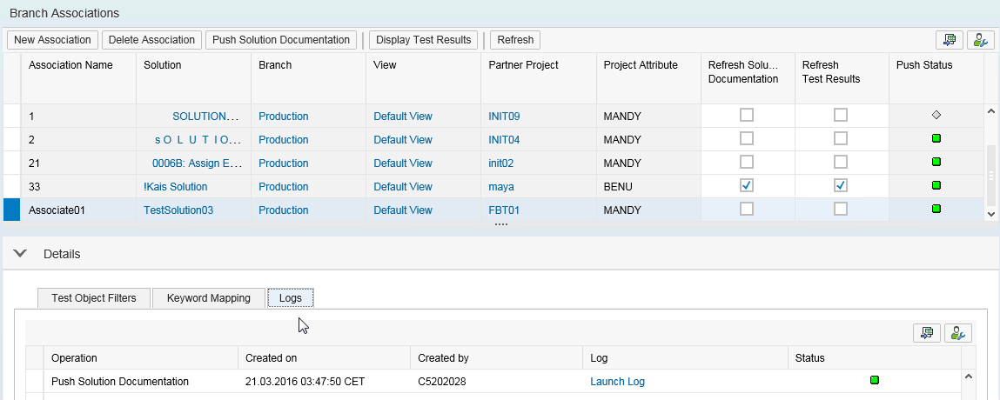 Branch Associations
New Association Delete Association Push Solution Documentation Display Test Results Refresh
Association Name Solution Branch View Partner Project Project Attribute Refresh Solu... Refresh Push Status
Documentation Test Results
1 SOLUTION... Production Default View INIT09 MANDY
2 s O L U T I O... Production Default View INIT04 MANDY
21 0006B: Assign E... Production Default View init02 MANDY
33 !Kais Solution Production Default View maya BENU
Associate01 TestSolution03 Production Default View FBT01 MANDY
Details
Test Object Filters Keyword Mapping Logs
Operation Created on Created by Log Status
Push Solution Documentation 21.03.2016 03:47:50 CET C5202028 Launch Log